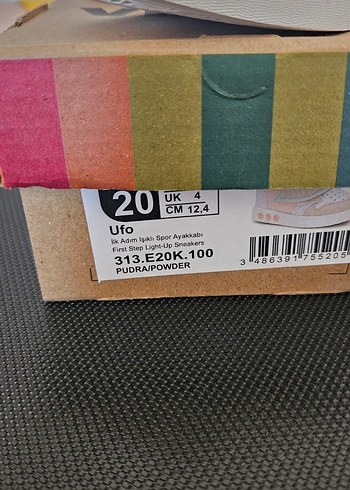 20
UK 4
CM 12,4
Ufo
İlk Adım Işıklı Spor Ayakkabı
First Step Light-Up Sneakers
313.E20K.100
PUDRA/POWDER
3 486391 755205